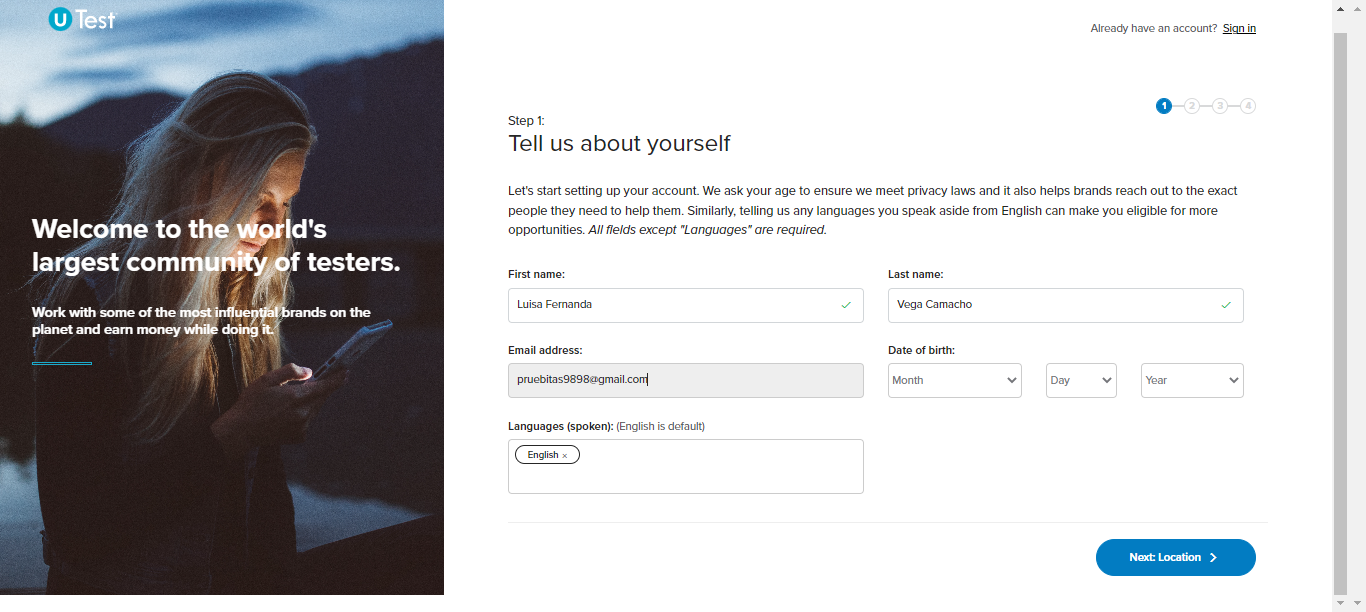 uTest
Already have an account? Sign in
1 2 3 4
Step 1:
Tell us about yourself
Let's start setting up your account. We ask your age to ensure we meet privacy laws and it also helps brands reach out to the exact
people they need to help them. Similarly, telling us any languages you speak aside from English can make you eligible for more
opportunities. All fields except "Languages" are required.
Welcome to the world's
largest community of testers.
Work with some of the most influential brands on the
planet and earn money while doing it.
First name: Last name:
Luisa Fernanda Vega Camacho
Email address: Date of birth:
pruebitas9898@gmail.com Month Day Year
Languages (spoken): (English is default)
English ×
Next: Location